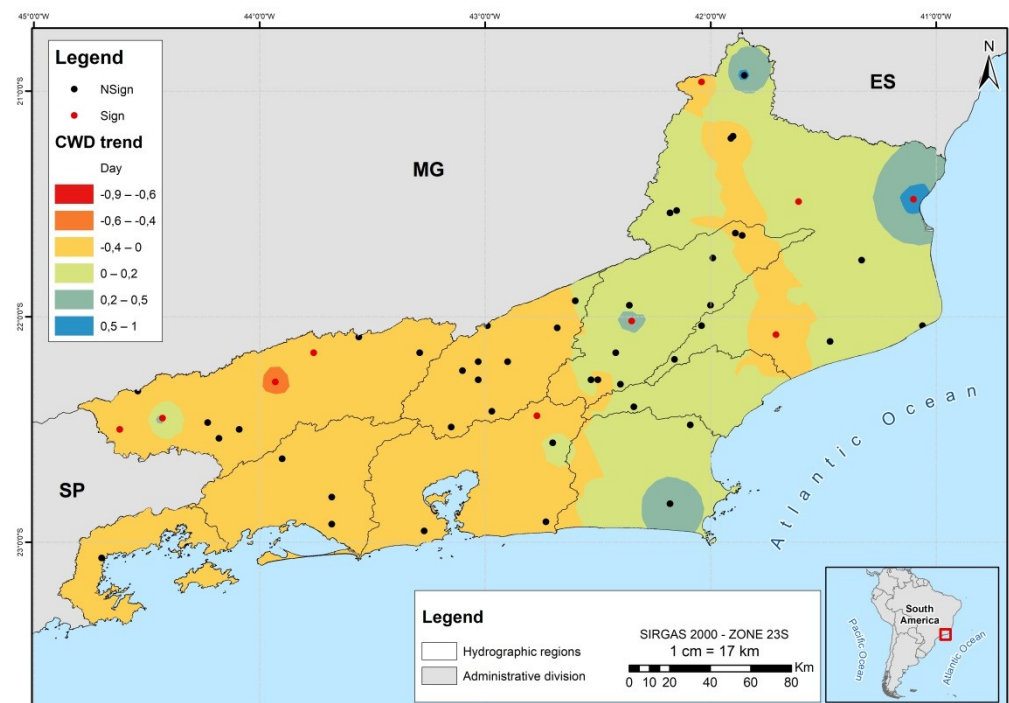 45°0'0"W
44°0'0"W
43°0'0"W
42°0'0"W
41°0'0"W
21°0'0"S
22°0'0"S
23°0'0"S
Legend
NSign
Sign
CWD trend
Day
-0,9 – -0,6
-0,6 – -0,4
-0,4 – 0
0 – 0,2
0,2 – 0,5
0,5 – 1
N
ES
MG
SP
Atlantic Ocean
Legend
Hydrographic regions
Administrative division
SIRGAS 2000 - ZONE 23S
1 cm = 17 km
Km
0 10 20 40 60 80
South
America
Pacific Ocean
Atlantic Ocean